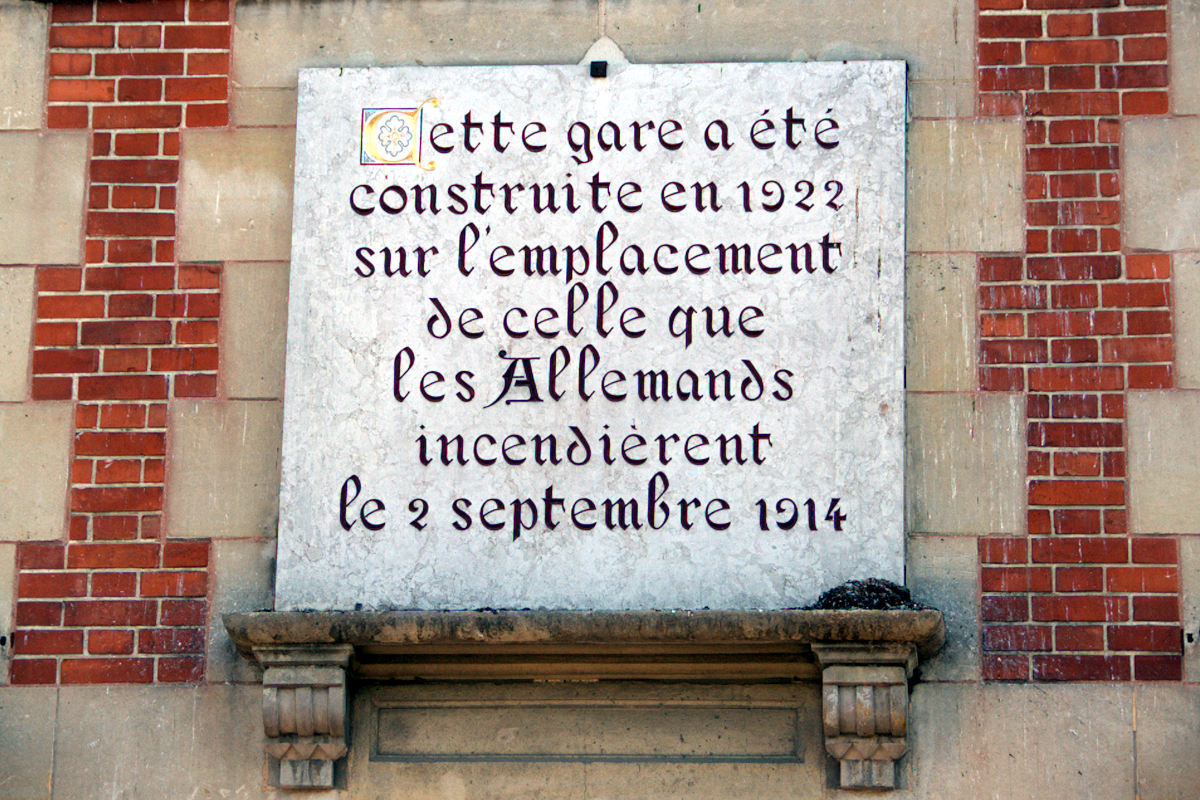 Cette gare a été
construite en 1922
sur l'emplacement
de celle que
les Allemands
incendièrent
le 2 septembre 1914